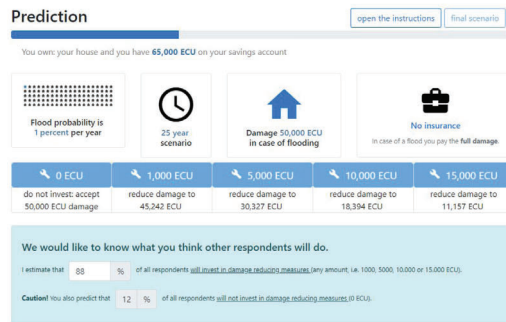 Prediction
open the instructions
final scenario
You own: your house and you have 65,000 ECU on your savings account
Flood probability is
1 percent per year
25 year
scenario
Damage 50,000 ECU
in case of flooding
No insurance
In case of a flood you pay the full damage.
0 ECU
1,000 ECU
5,000 ECU
10,000 ECU
15,000 ECU
do not invest: accept
50,000 ECU damage
reduce damage to
45,242 ECU
reduce damage to
30,327 ECU
reduce damage to
18,394 ECU
reduce damage to
11,157 ECU
We would like to know what you think other respondents will do.
I estimate that 88 % of all respondents will invest in damage reducing measures (any amount, i.e. 1000, 5000, 10.000 or 15.000 ECU).
Caution! You also predict that 12 % of all respondents will not invest in damage reducing measures (0 ECU).